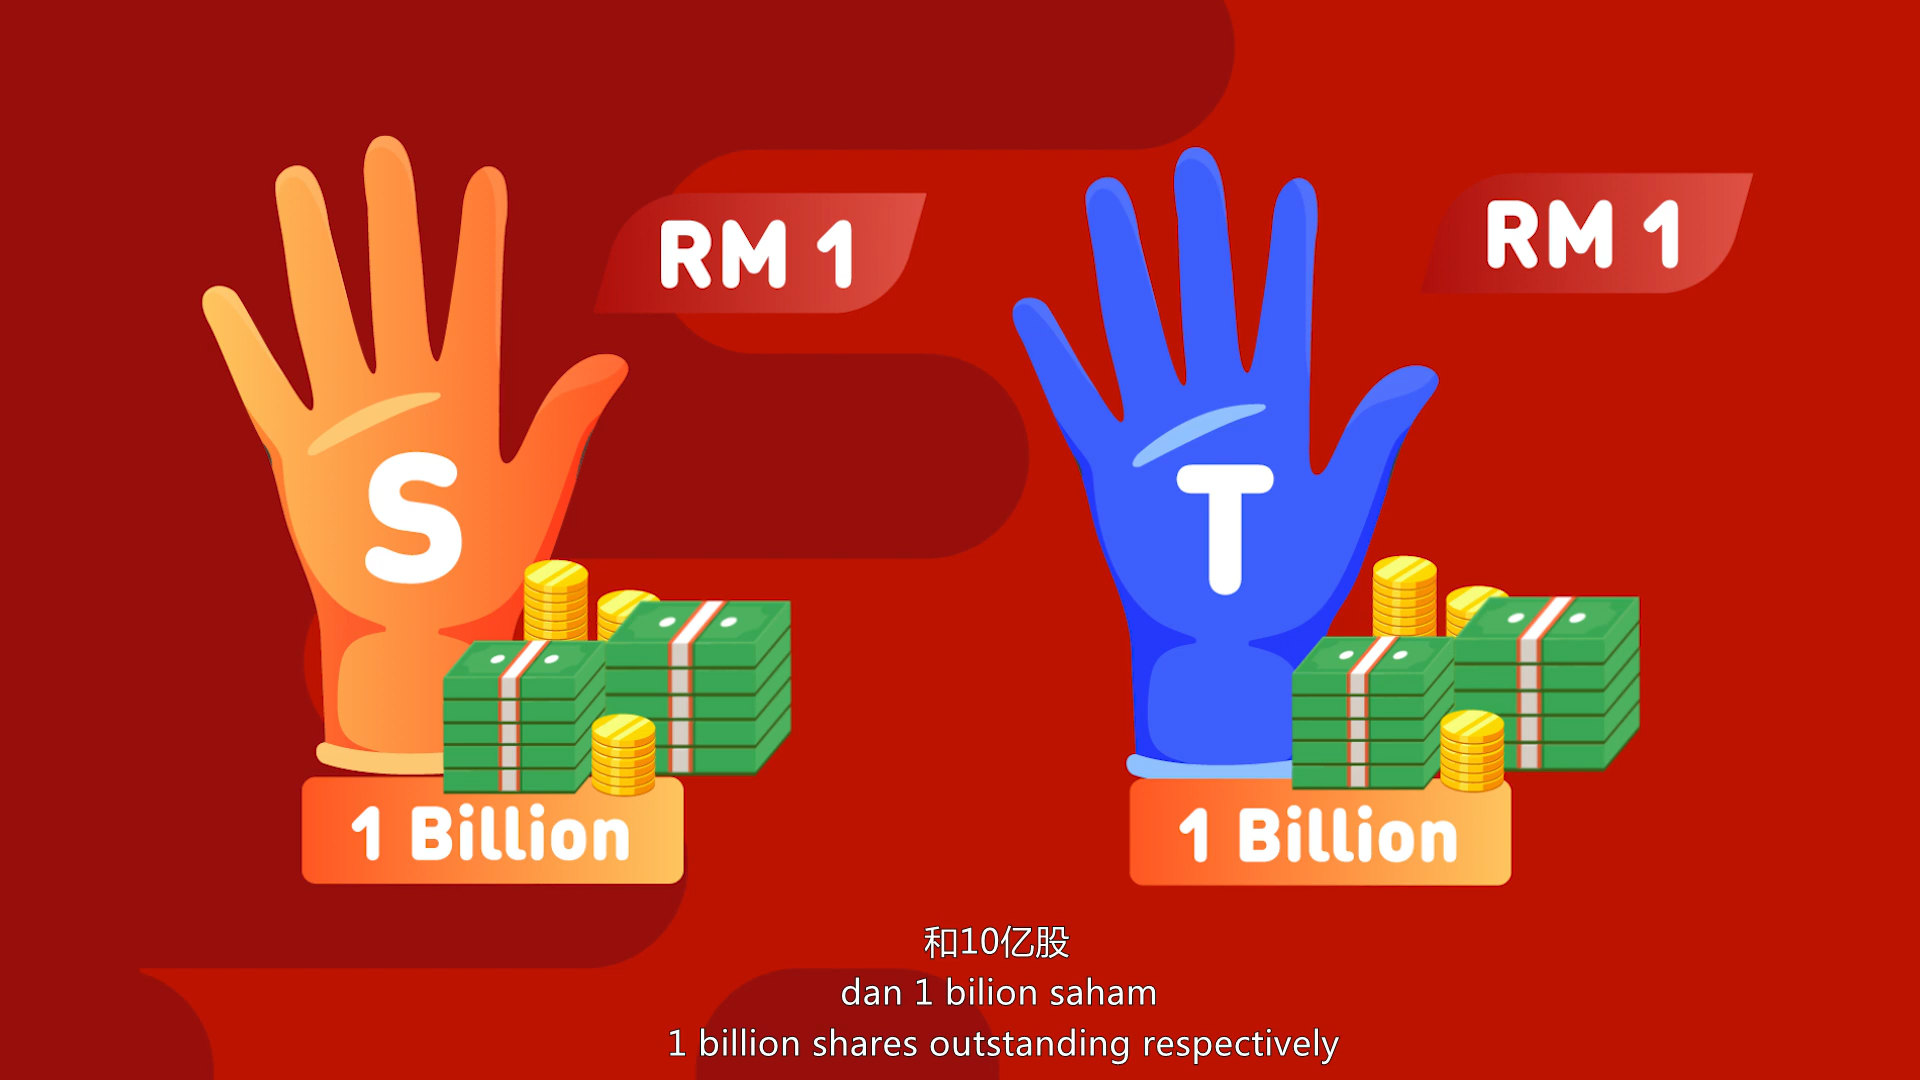 RM 1
RM 1
S
T
1 Billion
1 Billion
和10亿股
dan 1 bilion saham
1 billion shares outstanding respectively